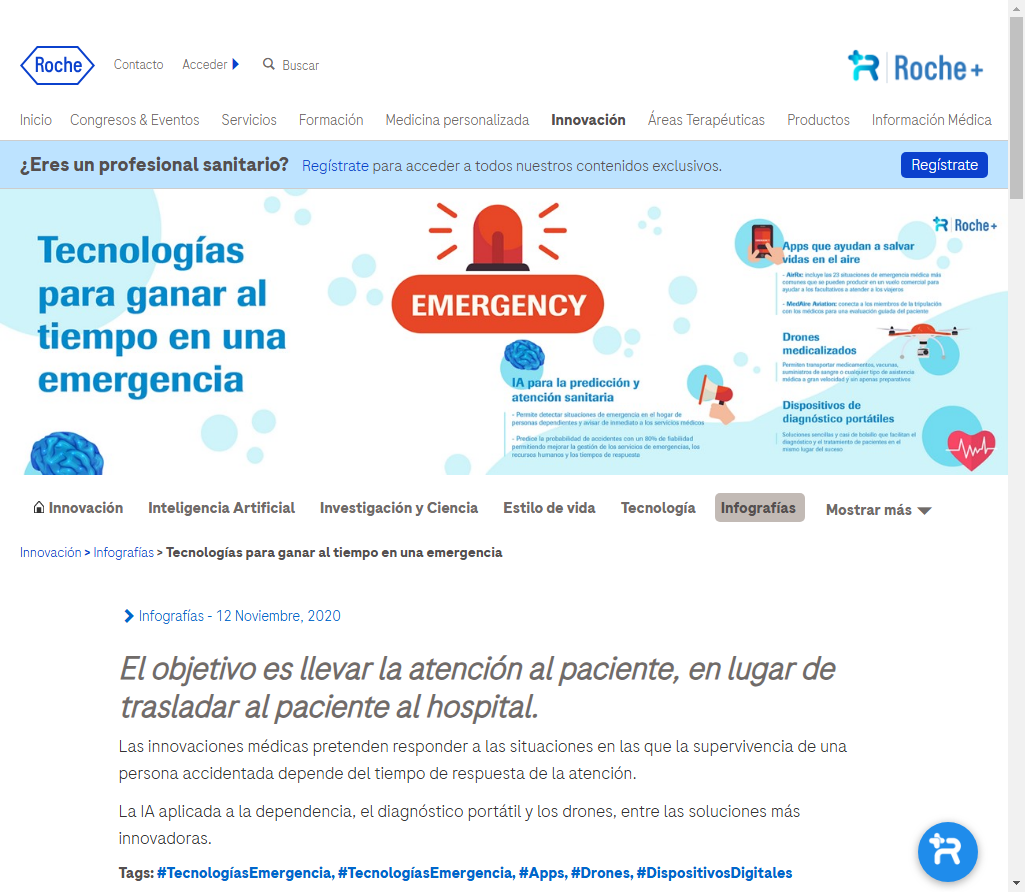 Roche
Contacto
Acceder
Buscar
Roche+
Inicio
Congresos & Eventos
Servicios
Formación
Medicina personalizada
Innovación
Áreas Terapéuticas
Productos
Información Médica
¿Eres un profesional sanitario?
Regístrate para acceder a todos nuestros contenidos exclusivos.
Regístrate
Tecnologías
para ganar al
tiempo en una
emergencia
EMERGENCY
IA para la predicción y
atención sanitaria
- Permite detectar situaciones de emergencia en el hogar de
personas dependientes y avisar de inmediato a los servicios médicos
- Predice la probabilidad de accidentes con un 80% de fiabilidad
permitiendo mejorar la gestión de los servicios de emergencias, los
recursos humanos y los tiempos de respuesta
Roche+
Apps que ayudan a salvar
vidas en el aire
- AirRx: incluye las 23 situaciones de emergencia médica más
comunes que se pueden producir en un vuelo comercial para
ayudar a los facultativos a atender a los viajeros
- MedAire Aviation: conecta a los miembros de la tripulación
con los médicos para una evaluación guiada del paciente
Drones
medicalizados
Permiten transportar medicamentos, vacunas,
suministros de sangre o cualquier tipo de asistencia
médica a gran velocidad y sin apenas preparativos
Dispositivos de
diagnóstico portátiles
Soluciones sencillas y casi de bolsillo que facilitan el
diagnóstico y el tratamiento de pacientes en el
mismo lugar del suceso
Innovación
Inteligencia Artificial
Investigación y Ciencia
Estilo de vida
Tecnología
Infografías
Mostrar más
Innovación > Infografías > Tecnologías para ganar al tiempo en una emergencia
Infografías - 12 Noviembre, 2020
El objetivo es llevar la atención al paciente, en lugar de
trasladar al paciente al hospital.
Las innovaciones médicas pretenden responder a las situaciones en las que la supervivencia de una
persona accidentada depende del tiempo de respuesta de la atención.
La IA aplicada a la dependencia, el diagnóstico portátil y los drones, entre las soluciones más
innovadoras.
Tags: #TecnologíasEmergencia, #TecnologíasEmergencia, #Apps, #Drones, #DispositivosDigitales